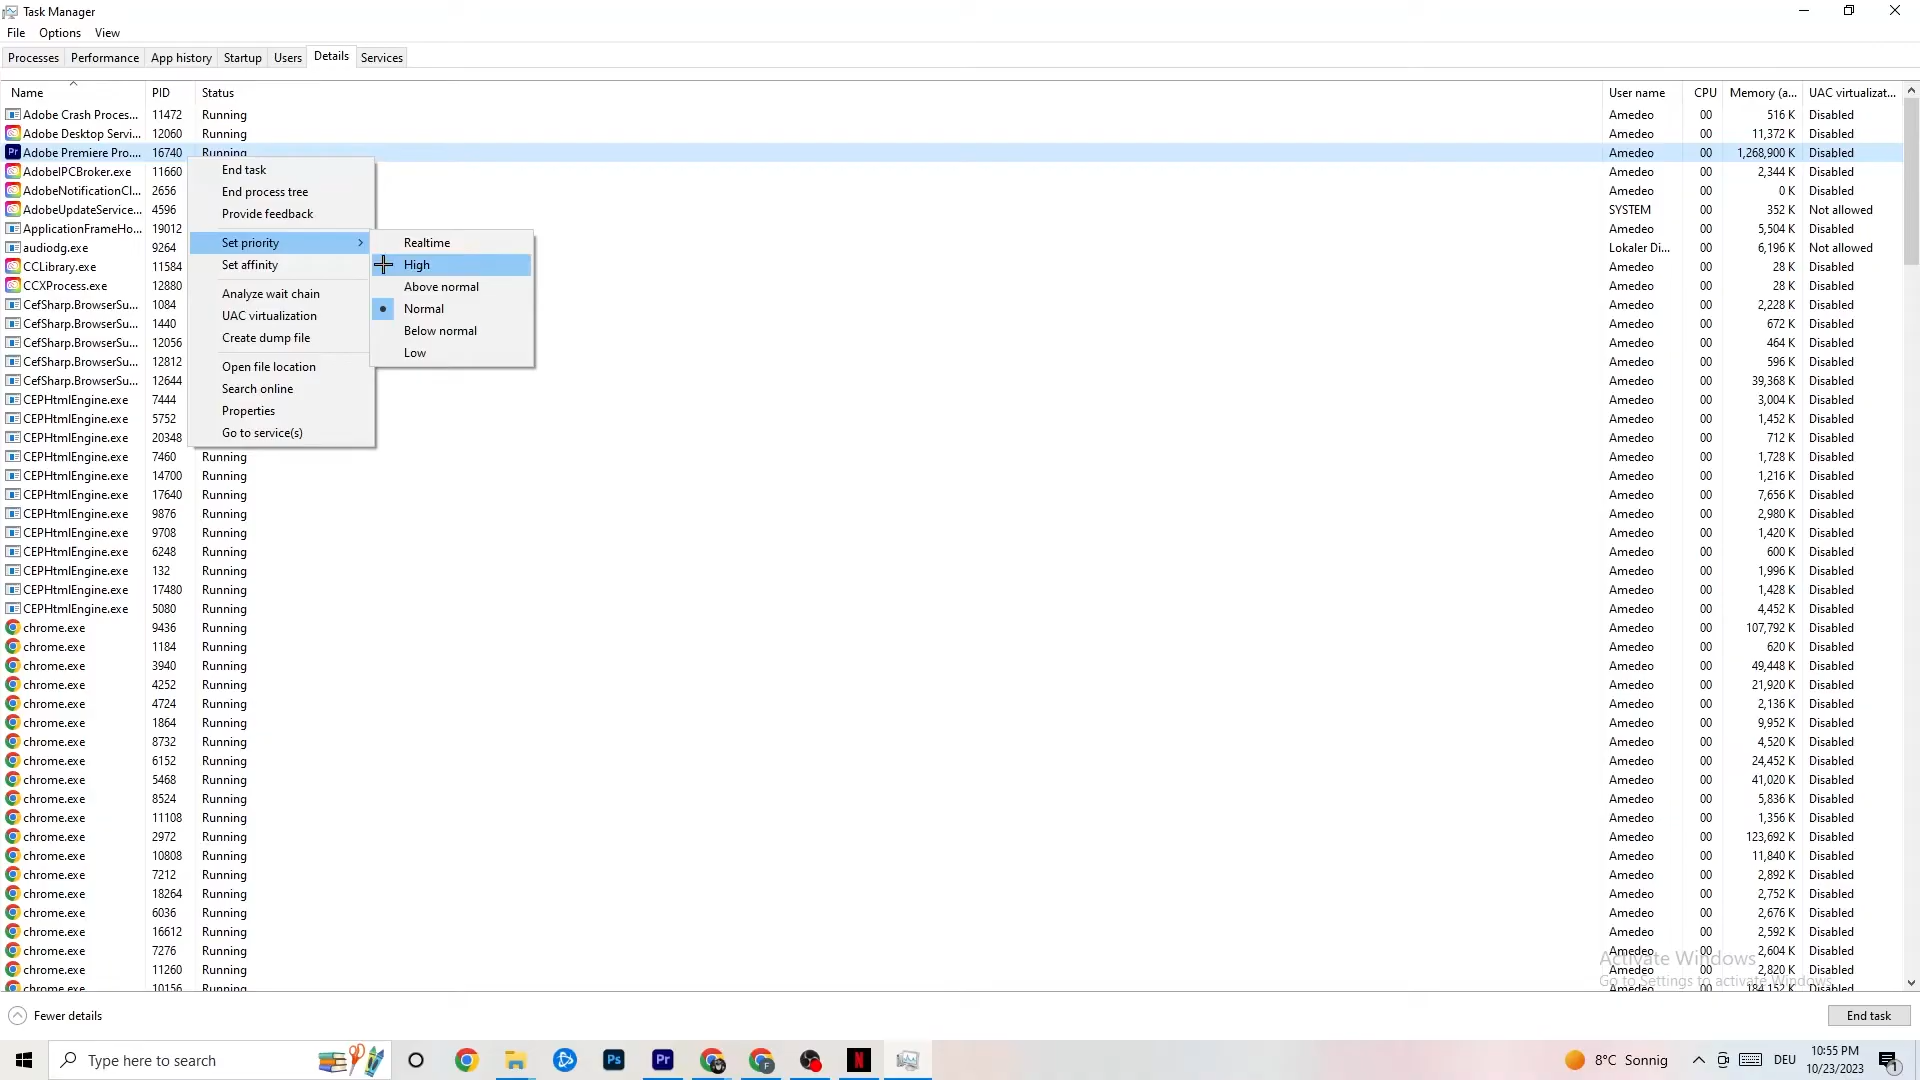 Task Manager
File Options View
Processes Performance App history Startup Users Details Services
Name PID Status User name CPU Memory (a... UAC virtualizat...
Adobe Crash Proces... 11472 Running Amedeo 00 516 K Disabled
Adobe Desktop Servi... 12060 Running Amedeo 00 11,372 K Disabled
Pr Adobe Premiere Pro.... 16740 Running Amedeo 00 1,268,900 K Disabled
AdobeIPCBroker.exe 11660 Amedeo 00 2,344 K Disabled
AdobeNotificationCl... 2656 Amedeo 00 0 K Disabled
AdobeUpdateService... 4596 SYSTEM 00 352 K Not allowed
ApplicationFrameHo... 19012 Amedeo 00 5,504 K Disabled
audiodg.exe 9264 Lokaler Di... 00 6,196 K Not allowed
CCLibrary.exe 11584 Amedeo 00 28 K Disabled
CCXProcess.exe 12880 Amedeo 00 28 K Disabled
CefSharp.BrowserSu... 1084 Amedeo 00 2,228 K Disabled
CefSharp.BrowserSu... 1440 Amedeo 00 672 K Disabled
CefSharp.BrowserSu... 12056 Amedeo 00 464 K Disabled
CefSharp.BrowserSu... 12812 Amedeo 00 596 K Disabled
CefSharp.BrowserSu... 12644 Amedeo 00 39,368 K Disabled
CEPHtmlEngine.exe 7444 Amedeo 00 3,004 K Disabled
CEPHtmlEngine.exe 5752 Amedeo 00 1,452 K Disabled
CEPHtmlEngine.exe 20348 Amedeo 00 712 K Disabled
End task
End process tree
Provide feedback
Set priority
Set affinity
Analyze wait chain
UAC virtualization
Create dump file
Open file location
Search online
Properties
Go to service(s)
Realtime
High
Above normal
Normal
Below normal
Low
CEPHtmlEngine.exe 7460 Running Amedeo 00 1,728 K Disabled
CEPHtmlEngine.exe 14700 Running Amedeo 00 1,216 K Disabled
CEPHtmlEngine.exe 17640 Running Amedeo 00 7,656 K Disabled
CEPHtmlEngine.exe 9876 Running Amedeo 00 2,980 K Disabled
CEPHtmlEngine.exe 9708 Running Amedeo 00 1,420 K Disabled
CEPHtmlEngine.exe 6248 Running Amedeo 00 600 K Disabled
CEPHtmlEngine.exe 132 Running Amedeo 00 1,996 K Disabled
CEPHtmlEngine.exe 17480 Running Amedeo 00 1,428 K Disabled
CEPHtmlEngine.exe 5080 Running Amedeo 00 4,452 K Disabled
chrome.exe 9436 Running Amedeo 00 107,792 K Disabled
chrome.exe 1184 Running Amedeo 00 620 K Disabled
chrome.exe 3940 Running Amedeo 00 49,448 K Disabled
chrome.exe 4252 Running Amedeo 00 21,920 K Disabled
chrome.exe 4724 Running Amedeo 00 2,136 K Disabled
chrome.exe 1864 Running Amedeo 00 9,952 K Disabled
chrome.exe 8732 Running Amedeo 00 4,520 K Disabled
chrome.exe 6152 Running Amedeo 00 24,452 K Disabled
chrome.exe 5468 Running Amedeo 00 41,020 K Disabled
chrome.exe 8524 Running Amedeo 00 5,836 K Disabled
chrome.exe 11108 Running Amedeo 00 1,356 K Disabled
chrome.exe 2972 Running Amedeo 00 123,692 K Disabled
chrome.exe 10808 Running Amedeo 00 11,840 K Disabled
chrome.exe 7212 Running Amedeo 00 2,892 K Disabled
chrome.exe 18264 Running Amedeo 00 2,752 K Disabled
chrome.exe 6036 Running Amedeo 00 2,676 K Disabled
chrome.exe 16612 Running Amedeo 00 2,592 K Disabled
chrome.exe 7276 Running Amedeo 00 2,604 K Disabled
chrome.exe 11260 Running Amedeo 00 2,820 K Disabled
chrome.exe 10156 Running Amedeo 00 184,152 K Disabled
Activate Windows
Go to Settings to activate Windows.
Fewer details End task
Type here to search Ps Pr F N 8°C Sonnig DEU 10:55 PM
10/23/2023 1